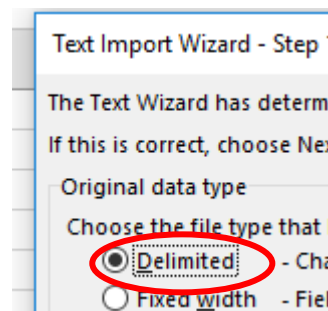 Text Import Wizard - Step
The Text Wizard has determ
If this is correct, choose Ne
Original data type
Choose the file type that
Delimited - Cha
Fixed width - Fiel